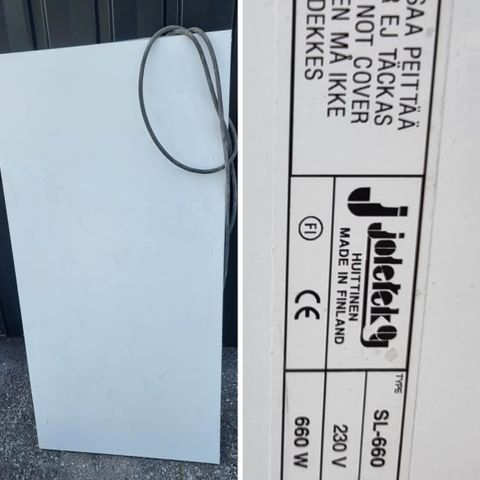 SAA PEITTÄÄ
R EJ TÄCKAS
NOT COVER
EN MÅ IKKE
DEKKES
J joteteky
HUITTINEN
MADE IN FINLAND
FI
CE
TYPE
SL-660
230 V
660 W